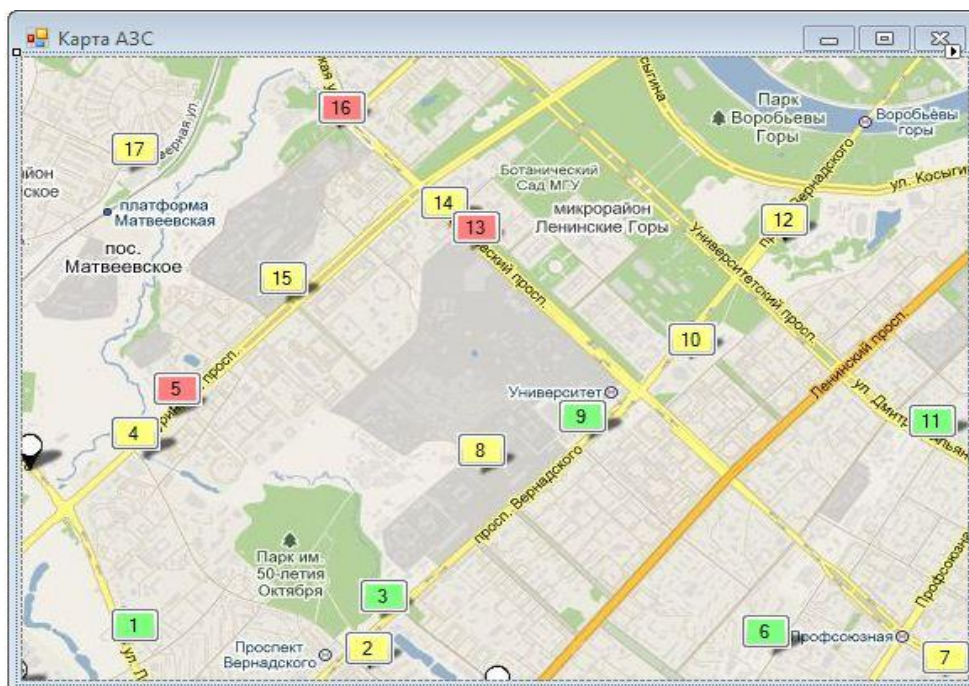 Карта АЗС
16
17
Парк
Воробьевы
Горы
Воробьёвы
горы
Ботанический
Сад МГУ
ул. Косыги
платформа
Матвеевская
14
13
микрорайон
Ленинские Горы
12
пос.
Матвеевское
15
Университетский просп.
Ленинский просп.
10
5
Университет
9
11
4
8
просп. Вернадского
Парк им.
50-летия
Октября
3
1
6
Профсоюзная
Проспект
Вернадского
2
7